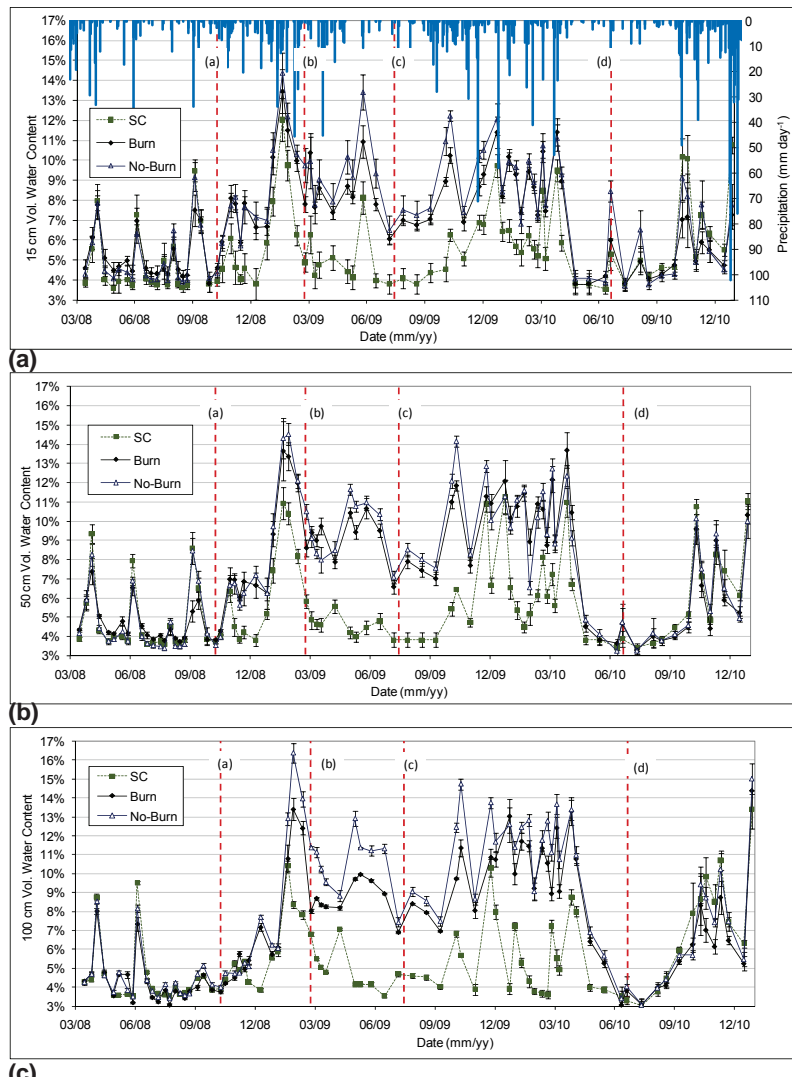 17%
16%
15%
14%
13%
12%
11%
10%
9%
8%
7%
6%
5%
4%
3%
15 cm Vol. Water Content
(a) (b) (c) (d)
SC
Burn
No-Burn
0
10
20
30
40
50
60
70
80
90
100
110
Precipitation (mm day⁻¹)
03/08 06/08 09/08 12/08 03/09 06/09 09/09 12/09 03/10 06/10 09/10 12/10
Date (mm/yy)
(a)
17%
16%
15%
14%
13%
12%
11%
10%
9%
8%
7%
6%
5%
4%
3%
50 cm Vol. Water Content
(a) (b) (c) (d)
SC
Burn
No-Burn
03/08 06/08 09/08 12/08 03/09 06/09 09/09 12/09 03/10 06/10 09/10 12/10
Date (mm/yy)
(b)
17%
16%
15%
14%
13%
12%
11%
10%
9%
8%
7%
6%
5%
4%
3%
100 cm Vol. Water Content
(a) (b) (c) (d)
SC
Burn
No-Burn
03/08 06/08 09/08 12/08 03/09 06/09 09/09 12/09 03/10 06/10 09/10 12/10
Date (mm/yy)
(c)